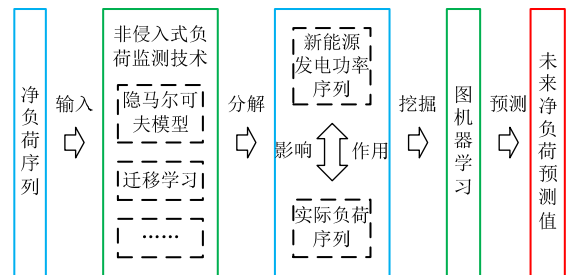 净负荷序列
输入
非侵入式负
荷监测技术
隐马尔可
夫模型
迁移学习
……
分解
新能源
发电功率
序列
影响
作用
实际负荷
序列
挖掘
图机器学习
预测
未来净负荷预测值